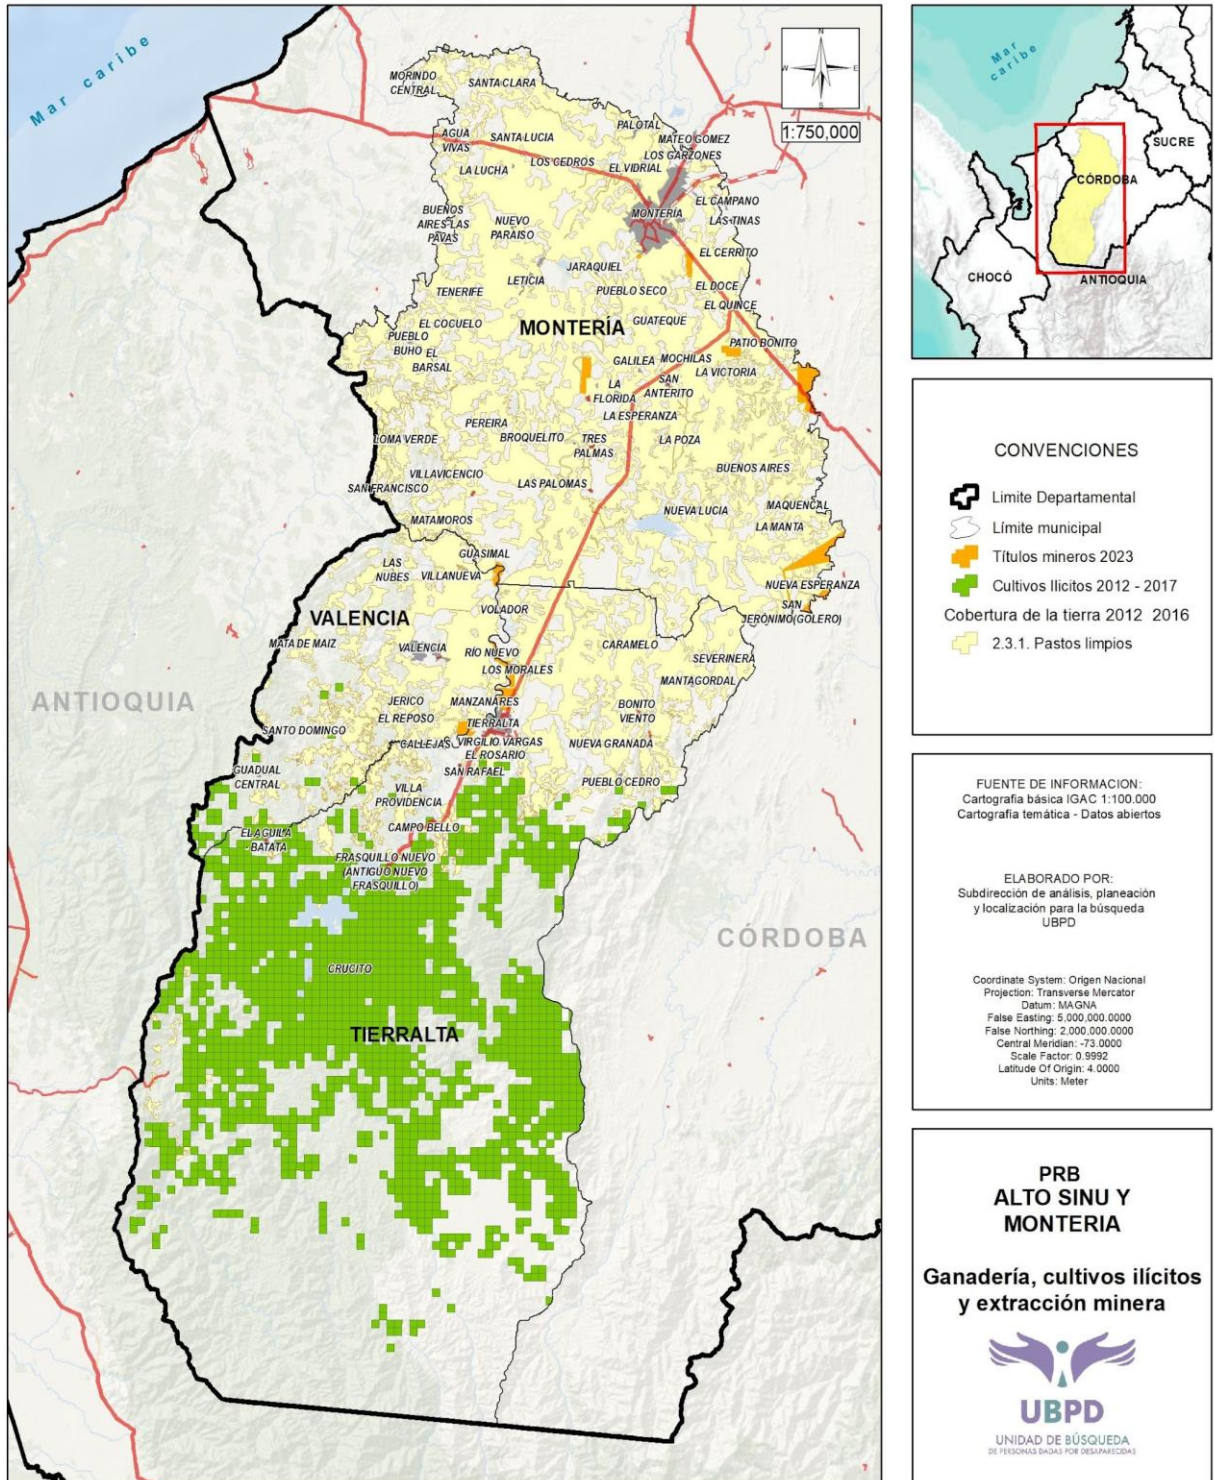 Mar caribe
N
W
E
S
1:750,000
MORINDO
CENTRAL
SANTA CLARA
PALOTAL
AGUA
VIVAS
SANTA LUCIA
MATEO GOMEZ
LOS CEDROS
LOS GARZONES
EL VIDRIAL
LA LUCHA
EL CAMPANO
BUENOS
AIRES-LAS
PAVAS
NUEVO
PARAISO
MONTERÍA
LAS TINAS
EL CERRITO
JARAQUIEL
LETICIA
TENERIFE
PUEBLO SECO
EL DOCE
EL QUINCE
EL COCUELO
MONTERÍA
GUATEQUE
PUEBLO
BUHO
EL
BARSAL
PATIO BONITO
GALILEA
MOCHILAS
LA VICTORIA
LA
FLORIDA
SAN
ANTERITO
LA ESPERANZA
PEREIRA
LOMA VERDE
BROQUELITO
TRES
PALMAS
LA POZA
VILLAVICENCIO
BUENOS AIRES
SAN FRANCISCO
LAS PALOMAS
MAQUENCAL
NUEVA LUCIA
MATAMOROS
LA MANTA
GUASIMAL
LAS
NUBES
VILLANUEVA
NUEVA ESPERANZA
VOLADOR
SAN
JERÓNIMO(GOLERO)
VALENCIA
MATA DE MAIZ
VALENCIA
RÍO NUEVO
CARAMELO
SEVERINERA
LOS MORALES
MANTAGORDAL
JERICO
MANZANARES
BONITO
VIENTO
EL REPOSO
TIERRALTA
SANTO DOMINGO
CALLEJAS
VIRGILIO VARGAS
NUEVA GRANADA
EL ROSARIO
GUADUAL
CENTRAL
SAN RAFAEL
VILLA
PROVIDENCIA
PUEBLO CEDRO
EL AGUILA
- BATATA
CAMPO BELLO
FRASQUILLO NUEVO
(ANTIGUO NUEVO
FRASQUILLO)
CRUCITO
TIERRALTA
ANTIOQUIA
CÓRDOBA
Mar
caribe
SUCRE
CÓRDOBA
CHOCÓ
ANTIOQUIA
CONVENCIONES
Limite Departamental
Límite municipal
Títulos mineros 2023
Cultivos Ilicitos 2012 - 2017
Cobertura de la tierra 2012 2016
2.3.1. Pastos limpios
FUENTE DE INFORMACION:
Cartografía básica IGAC 1:100.000
Cartografía temática - Datos abiertos
ELABORADO POR:
Subdirección de análisis, planeación
y localización para la búsqueda
UBPD
Coordinate System: Origen Nacional
Projection: Transverse Mercator
Datum: MAGNA
False Easting: 5,000,000.0000
False Northing: 2,000,000.0000
Central Meridian: -73.0000
Scale Factor: 0.9992
Latitude Of Origin: 4.0000
Units: Meter
PRB
ALTO SINU Y
MONTERIA
Ganadería, cultivos ilícitos
y extracción minera
UBPD
UNIDAD DE BÚSQUEDA
DE PERSONAS DADAS POR DESAPARECIDAS